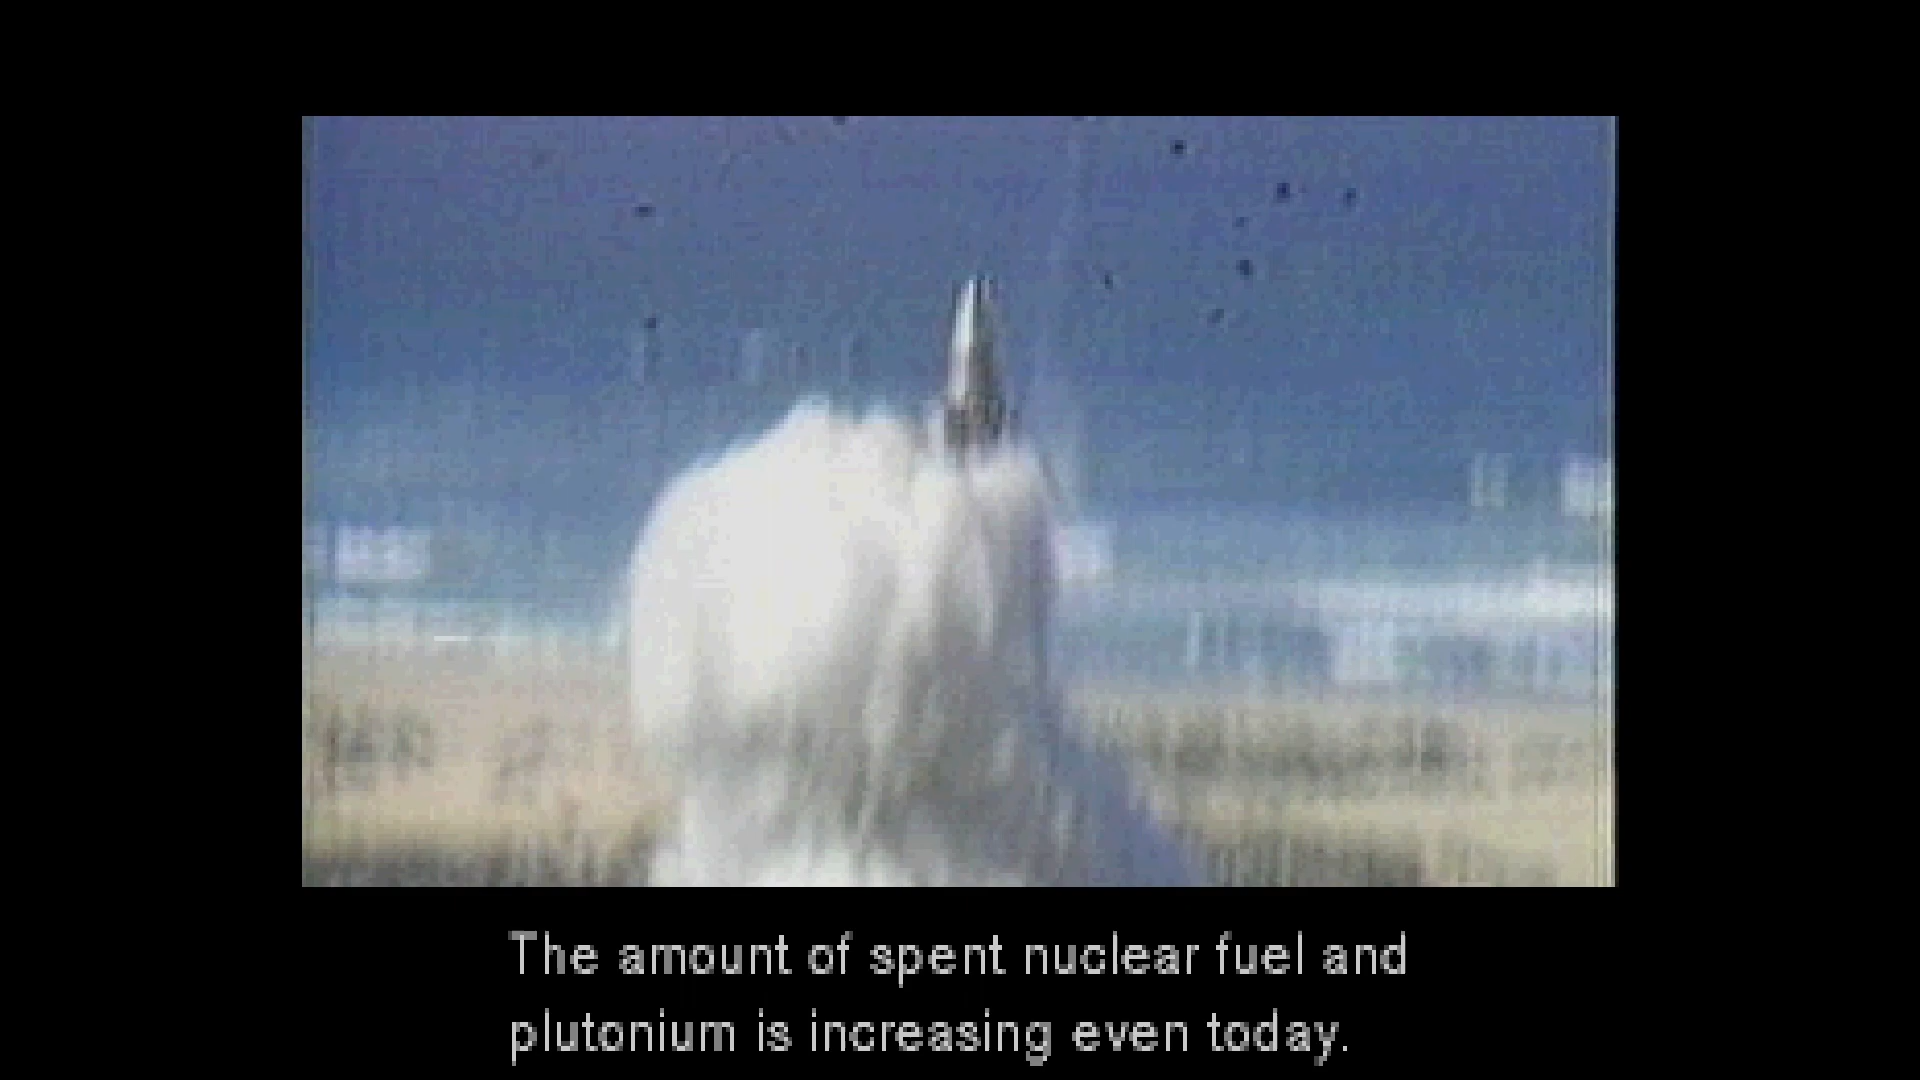 The amount of spent nuclear fuel and
plutonium is increasing even today.